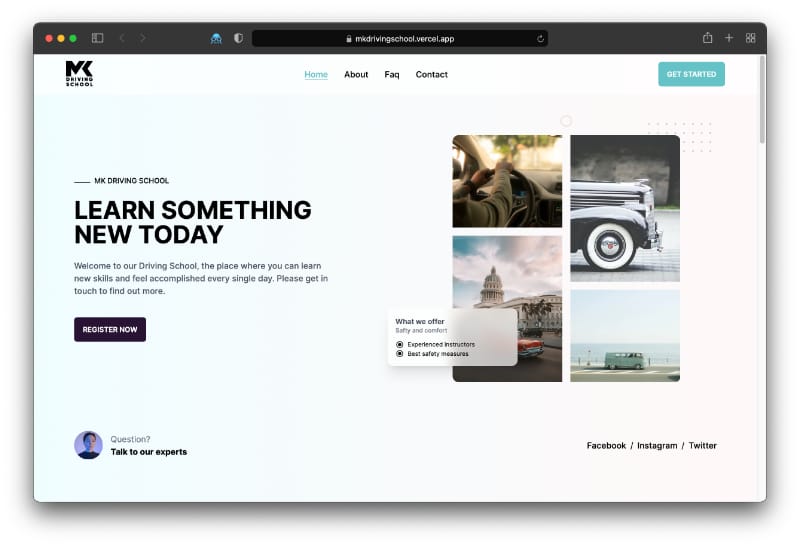 mkdrivingschool.vercel.app
MK
DRIVING
SCHOOL
Home About Faq Contact
GET STARTED
MK DRIVING SCHOOL
LEARN SOMETHING
NEW TODAY
Welcome to our Driving School, the place where you can learn
new skills and feel accomplished every single day. Please get in
touch to find out more.
REGISTER NOW
What we offer
Safty and comfort
Experienced instructors
Best safety measures
Question?
Talk to our experts
Facebook / Instagram / Twitter